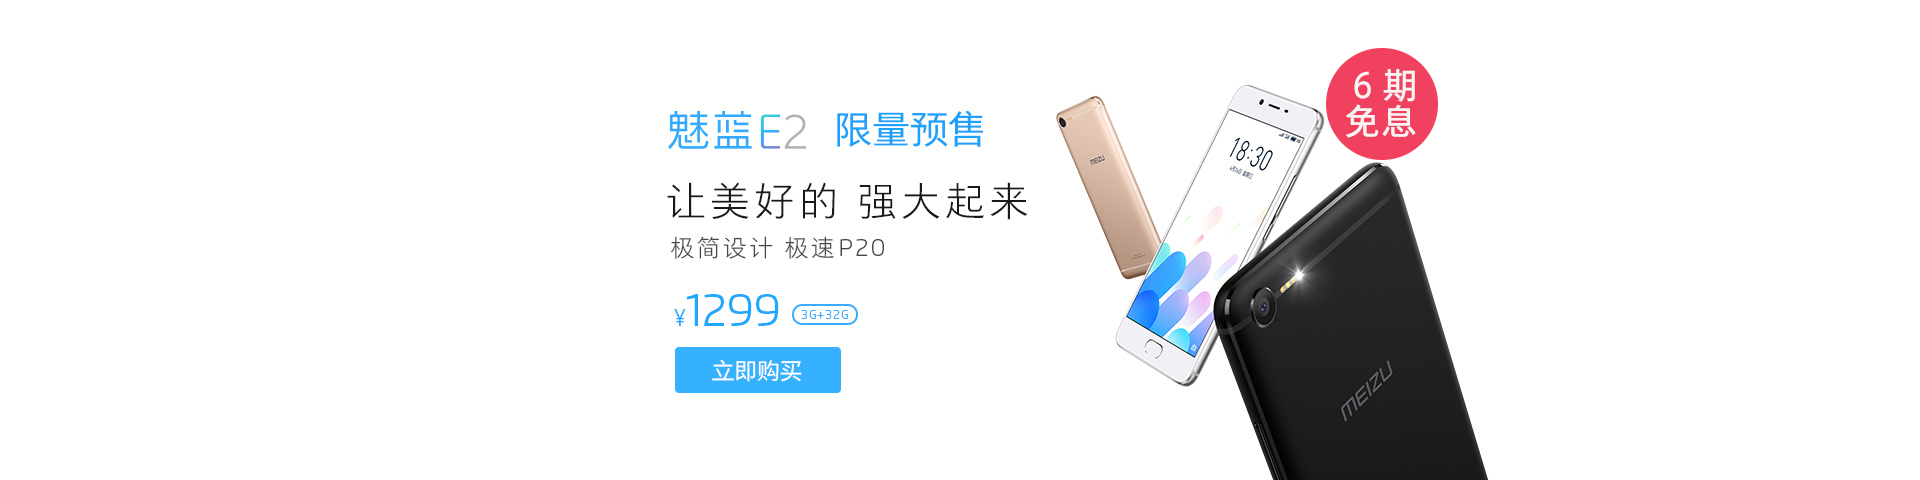 魅蓝E2 限量预售
让美好的 强大起来
极简设计 极速P20
¥1299 3G+32G
立即购买
6 期
免息
MEIZU
18:30
MEIZU